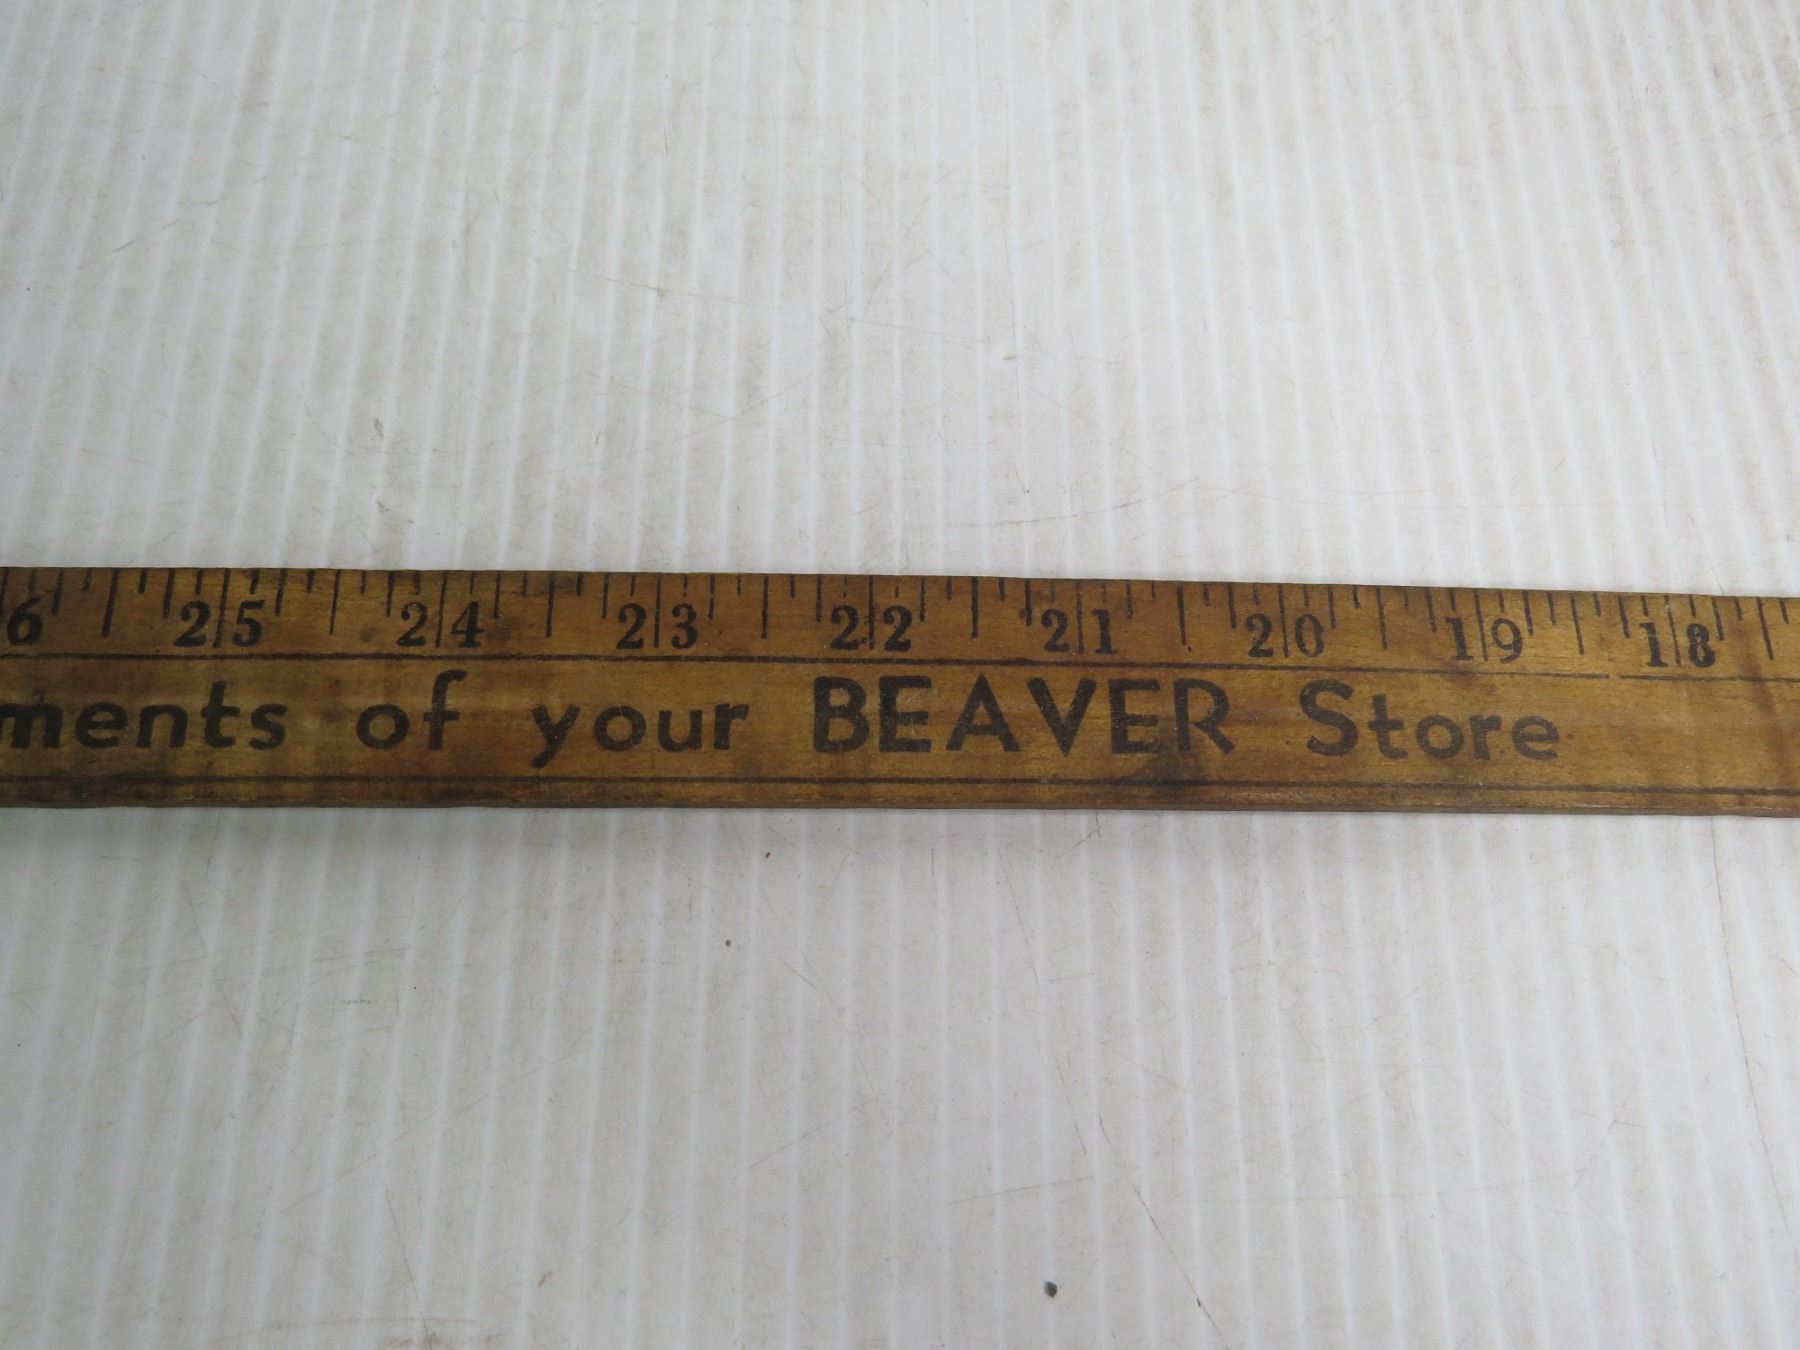 6 25 24 23 22 21 20 19 18
ments of your BEAVER Store